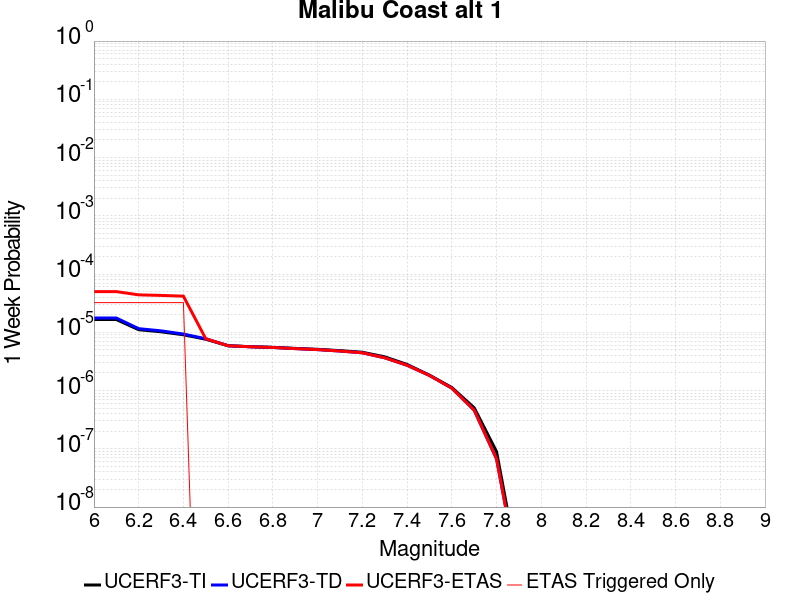 Malibu Coast alt 1
10^0
10^-1
10^-2
10^-3
10^-4
10^-5
10^-6
10^-7
10^-8
1 Week Probability
6 6.2 6.4 6.6 6.8 7 7.2 7.4 7.6 7.8 8 8.2 8.4 8.6 8.8 9
Magnitude
UCERF3-TI UCERF3-TD UCERF3-ETAS ETAS Triggered Only